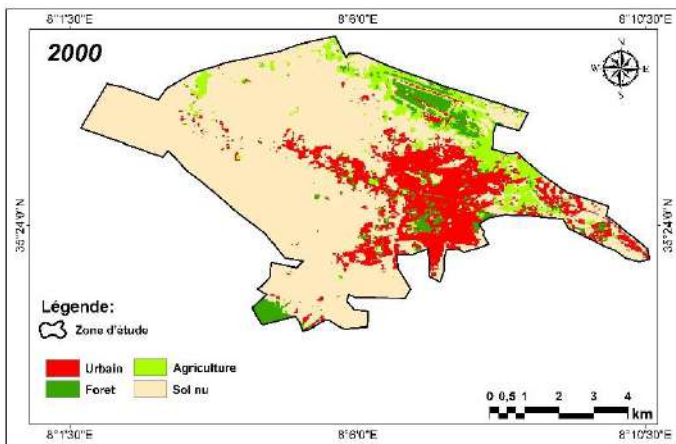 8°1'30"E 8°6'0"E 8°10'30"E
2000
N
W E
S
35°24'9"N 35°24'9"N
Légende:
Zone d'étude
Urbain Agriculture
Foret Sol nu
0 0,5 1 2 3 4
km
8°1'30"E 8°6'0"E 8°10'30"E